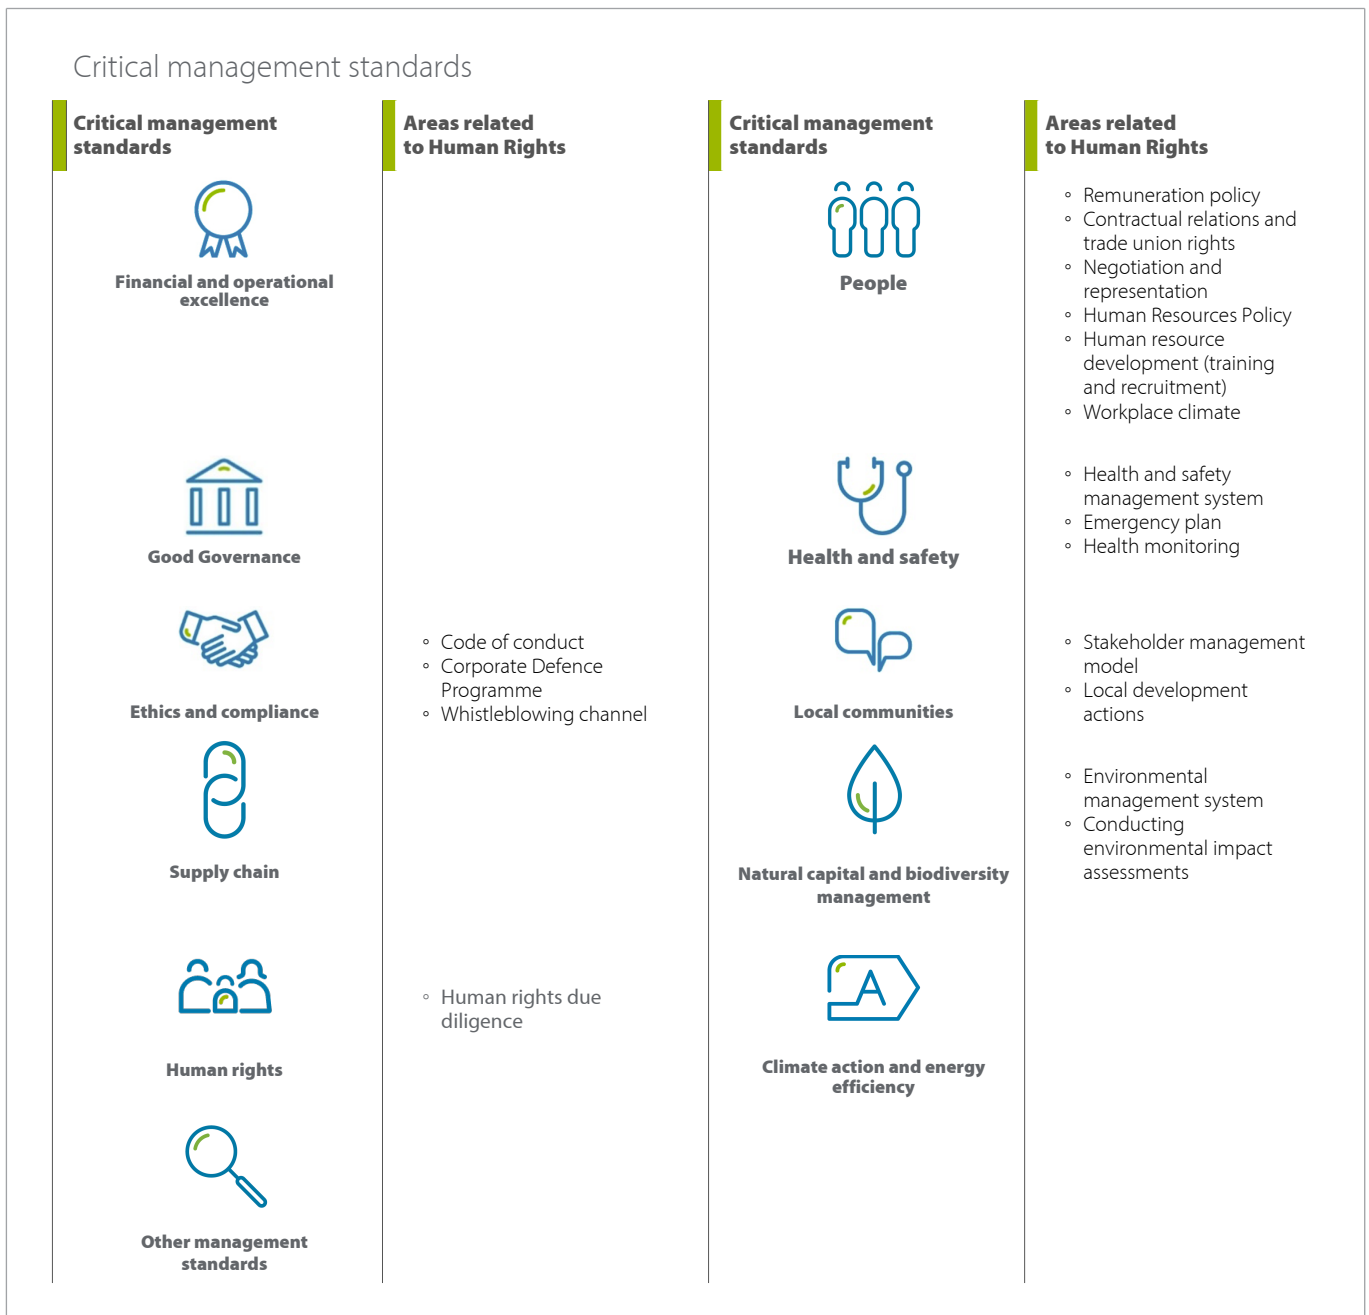 Critical management standards
Critical management
standards
Areas related
to Human Rights
Financial and operational
excellence
Good Governance
Ethics and compliance
◦ Code of conduct
◦ Corporate Defence
Programme
◦ Whistleblowing channel
Supply chain
Human rights
◦ Human rights due
diligence
Other management
standards
Critical management
standards
Areas related
to Human Rights
People
◦ Remuneration policy
◦ Contractual relations and
trade union rights
◦ Negotiation and
representation
◦ Human Resources Policy
◦ Human resource
development (training
and recruitment)
◦ Workplace climate
Health and safety
◦ Health and safety
management system
◦ Emergency plan
◦ Health monitoring
Local communities
◦ Stakeholder management
model
◦ Local development
actions
Natural capital and biodiversity
management
◦ Environmental
management system
◦ Conducting
environmental impact
assessments
A
Climate action and energy
efficiency